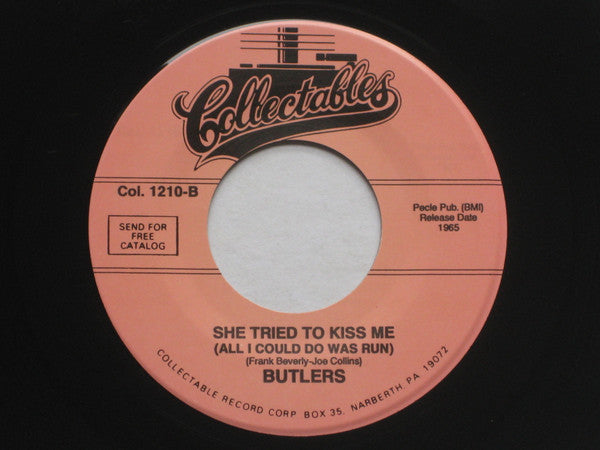 Collectables
Col. 1210-B
SEND FOR
FREE
CATALOG
Pecle Pub. (BMI)
Release Date
1965
SHE TRIED TO KISS ME
(ALL I COULD DO WAS RUN)
(Frank Beverly-Joe Collins)
BUTLERS
COLLECTABLE RECORD CORP BOX 35, NARBERTH, PA 19072